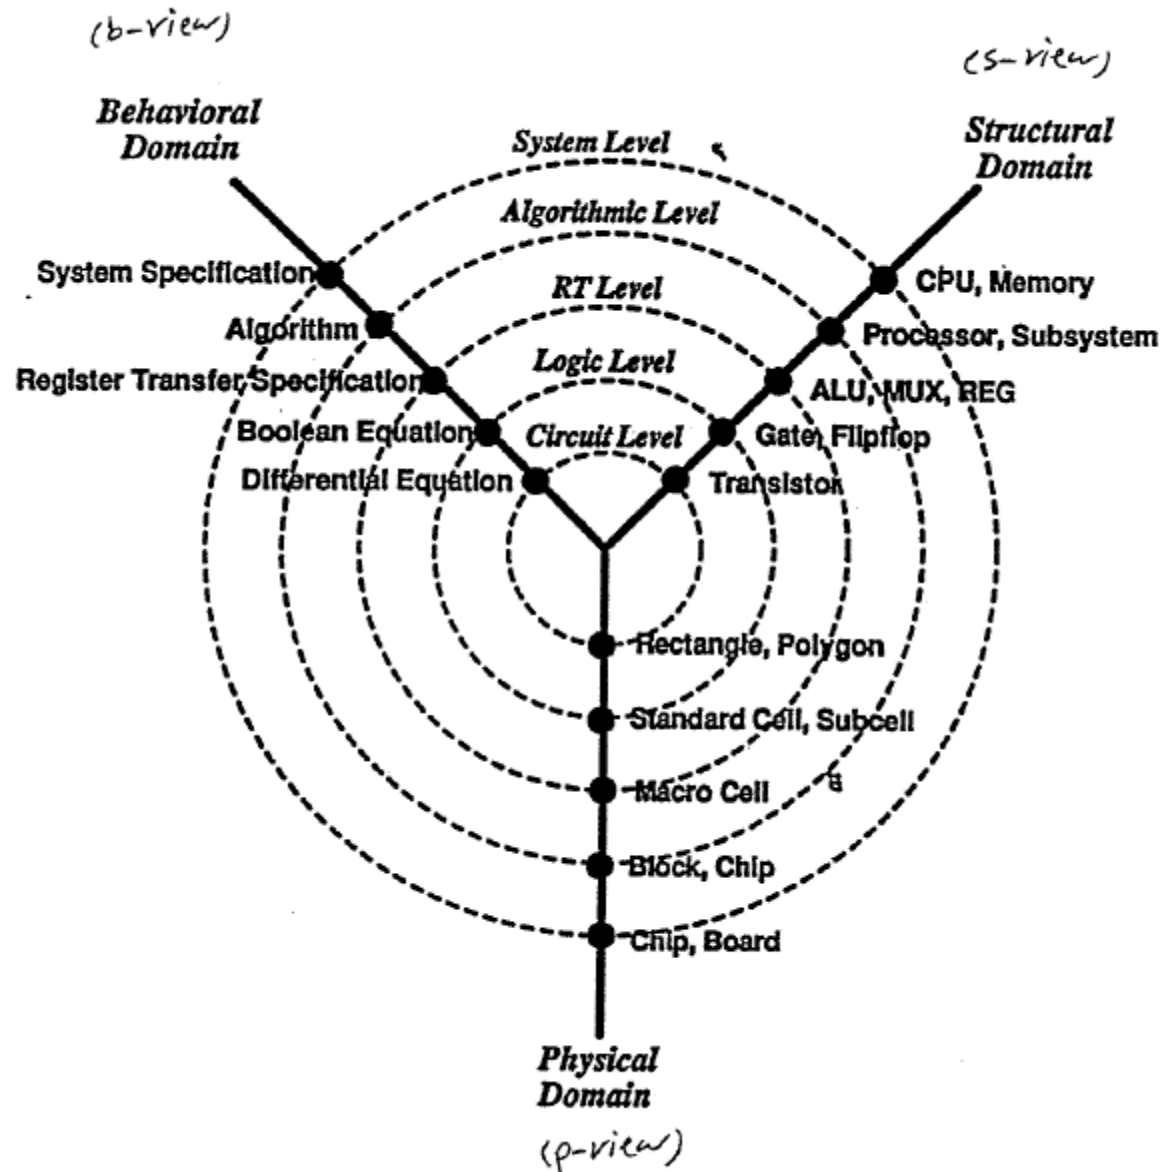 (b-view)
(s-view)
Behavioral
Domain
Structural
Domain
System Level
Algorithmic Level
System Specification
CPU, Memory
RT Level
Algorithm
Processor, Subsystem
Logic Level
Register Transfer Specification
ALU, MUX, REG
Boolean Equation
Circuit Level
Gate, Flipflop
Differential Equation
Transistor
Rectangle, Polygon
Standard Cell, Subcell
Macro Cell
Block, Chip
Chip, Board
Physical
Domain
(p-view)